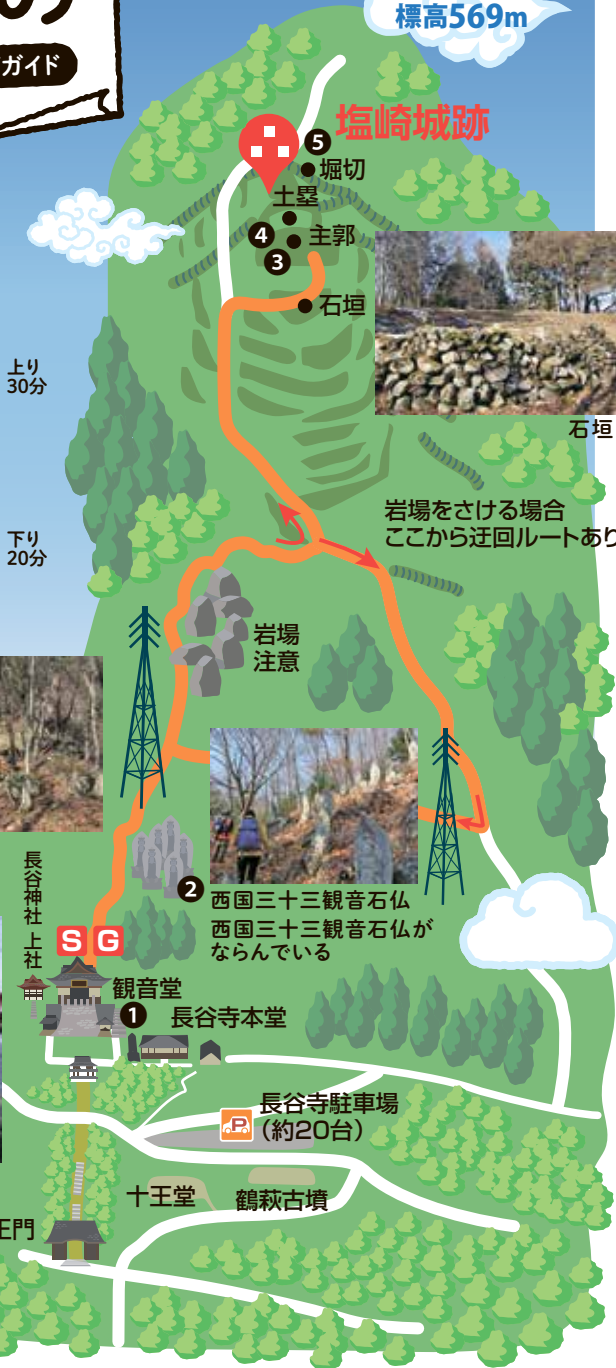 の
ガイド
標高569m
塩崎城跡
5
堀切
土塁
4
主郭
3
石垣
石垣
上り
30分
下り
20分
岩場をさける場合
ここから迂回ルートあり
岩場
注意
2
西国三十三観音石仏
西国三十三観音石仏が
ならんでいる
長谷神社 上社
S G
観音堂
1
長谷寺本堂
P
長谷寺駐車場
(約20台)
十王堂
鶴萩古墳
王門